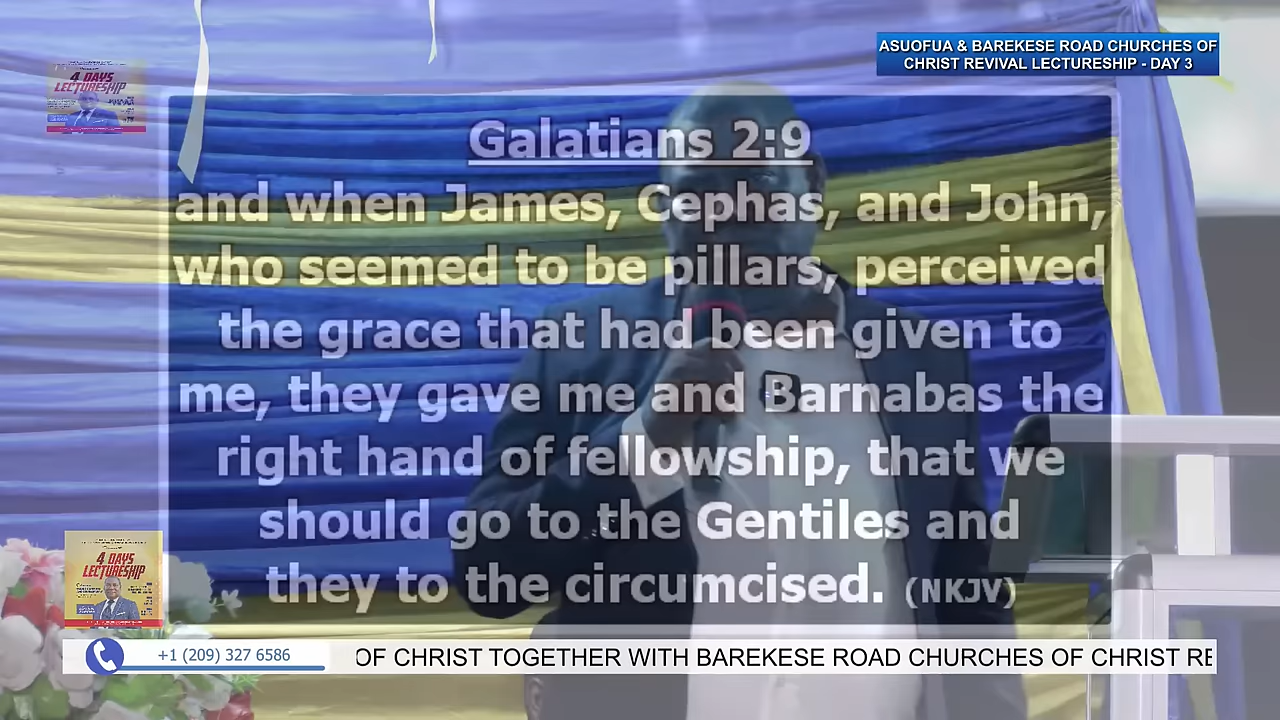 ASUOFUA & BAREKESE ROAD CHURCHES OF
CHRIST REVIVAL LECTURESHIP - DAY 3
4 DAYS
LECTURESHIP
Galatians 2:9
and when James, Cephas, and John,
who seemed to be pillars, perceived
the grace that had been given to
me, they gave me and Barnabas the
right hand of fellowship, that we
should go to the Gentiles and
they to the circumcised. (NKJV)
4 DAYS
LECTURESHIP
+1 (209) 327 6586
OF CHRIST TOGETHER WITH BAREKESE ROAD CHURCHES OF CHRIST RE